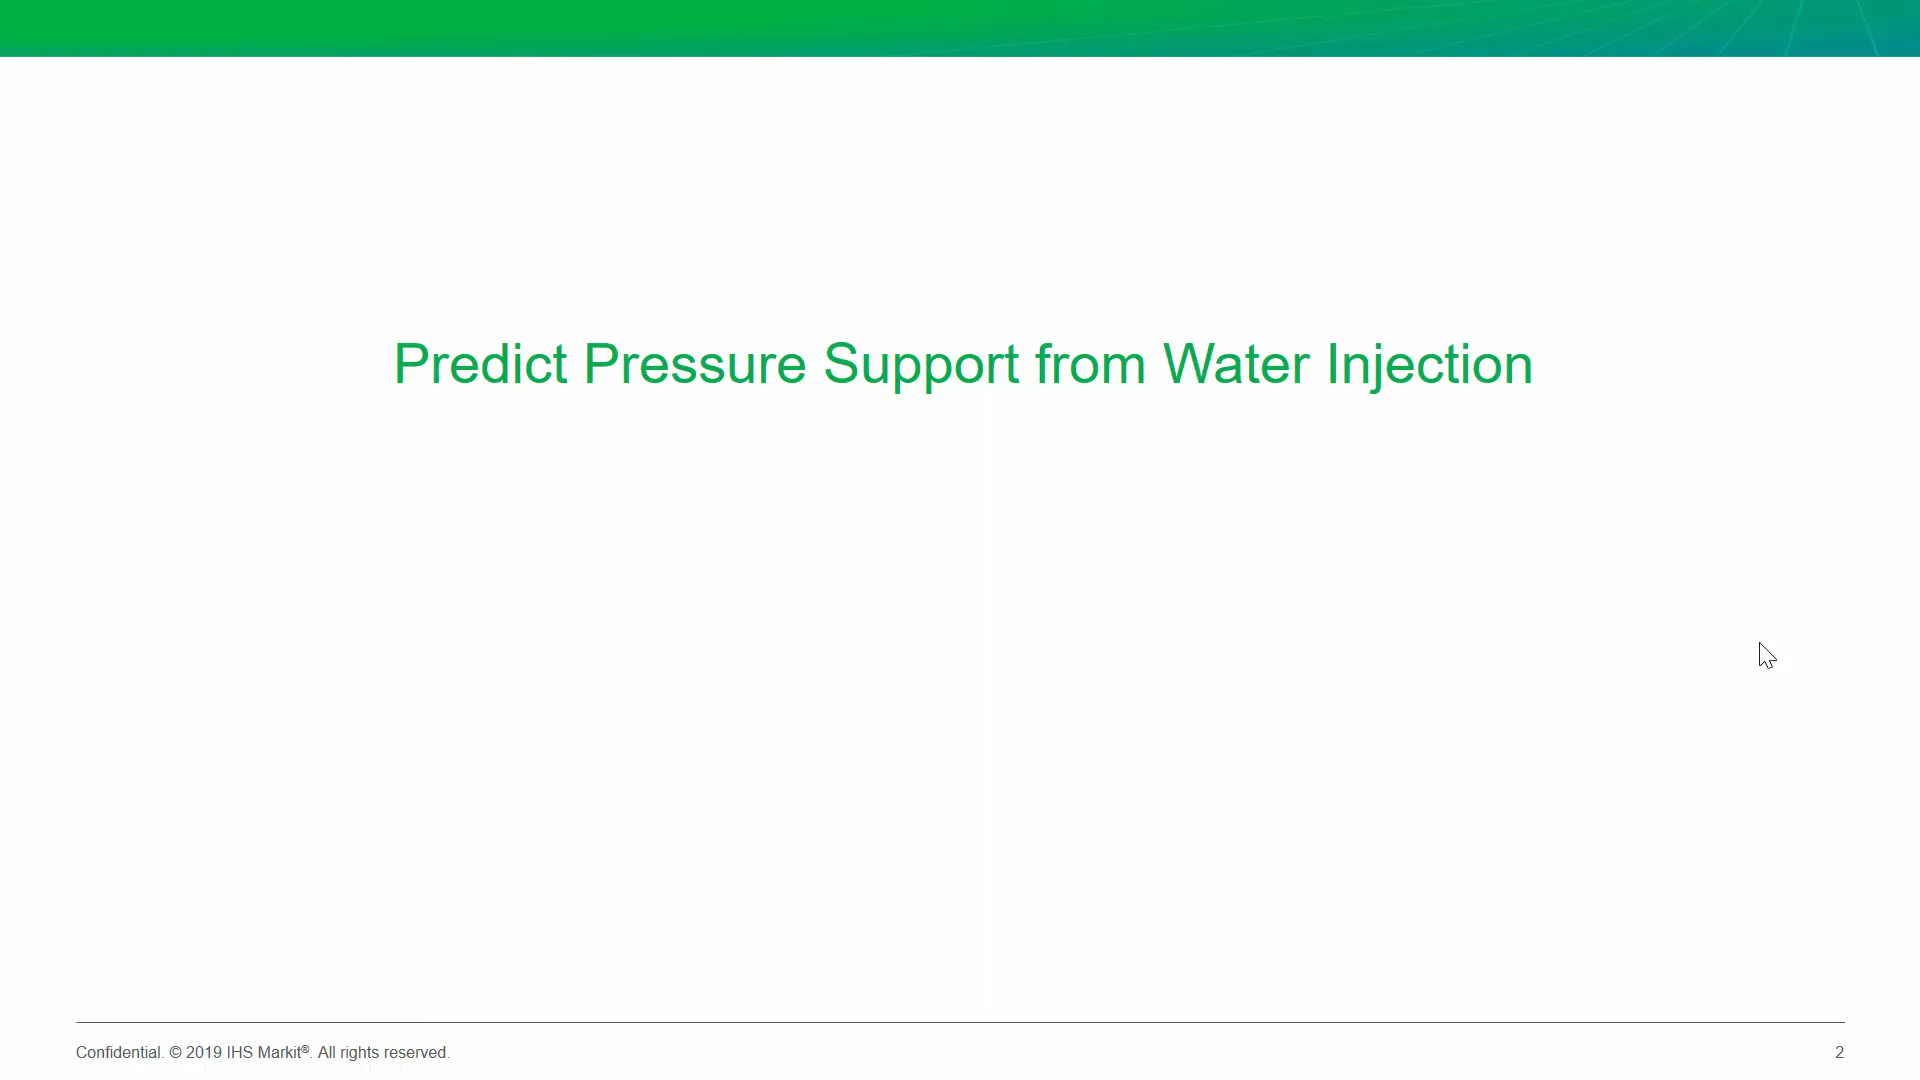 Predict Pressure Support from Water Injection
Confidential. © 2019 IHS Markit®. All rights reserved.
2